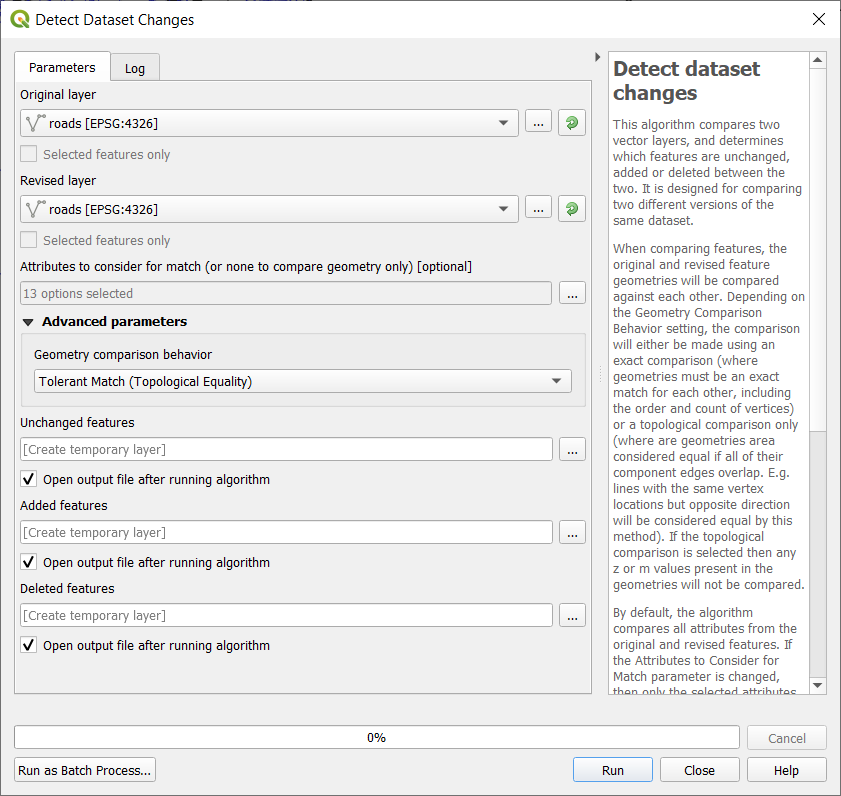 Detect Dataset Changes
Parameters
Log
Original layer
roads [EPSG:4326]
...
Selected features only
Revised layer
roads [EPSG:4326]
...
Selected features only
Attributes to consider for match (or none to compare geometry only) [optional]
13 options selected
...
Advanced parameters
Geometry comparison behavior
Tolerant Match (Topological Equality)
Unchanged features
[Create temporary layer]
...
Open output file after running algorithm
Added features
[Create temporary layer]
...
Open output file after running algorithm
Deleted features
[Create temporary layer]
...
Open output file after running algorithm
Detect dataset
changes
This algorithm compares two
vector layers, and determines
which features are unchanged,
added or deleted between the
two. It is designed for comparing
two different versions of the
same dataset.
When comparing features, the
original and revised feature
geometries will be compared
against each other. Depending on
the Geometry Comparison
Behavior setting, the comparison
will either be made using an
exact comparison (where
geometries must be an exact
match for each other, including
the order and count of vertices)
or a topological comparison only
(where are geometries area
considered equal if all of their
component edges overlap. E.g.
lines with the same vertex
locations but opposite direction
will be considered equal by this
method). If the topological
comparison is selected then any
z or m values present in the
geometries will not be compared.
By default, the algorithm
compares all attributes from the
original and revised features. If
the Attributes to Consider for
Match parameter is changed,
then only the selected attributes
0%
Cancel
Run as Batch Process...
Run
Close
Help